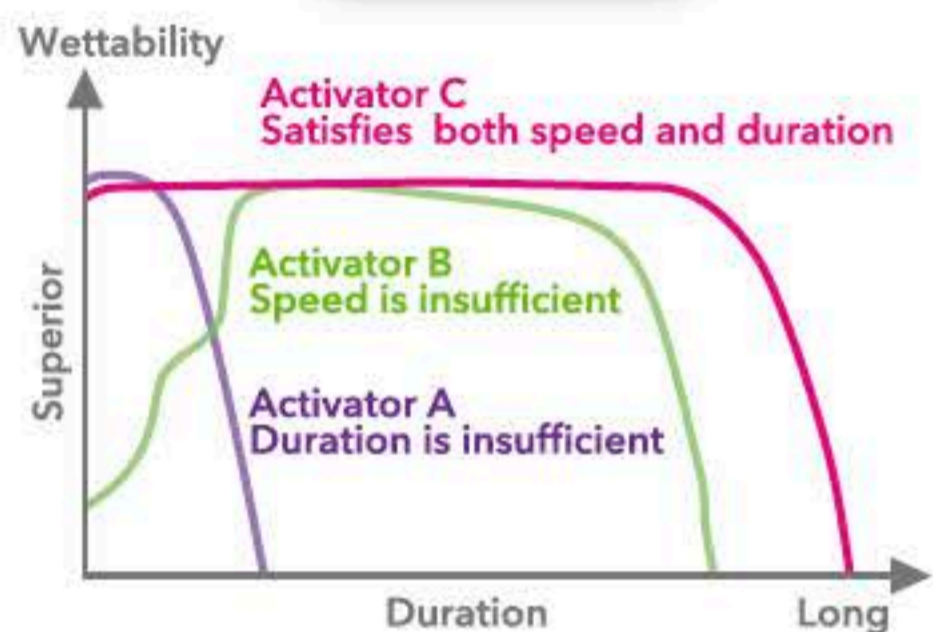 Wettability
Activator C
Satisfies both speed and duration
Superior
Activator B
Speed is insufficient
Activator A
Duration is insufficient
Duration
Long